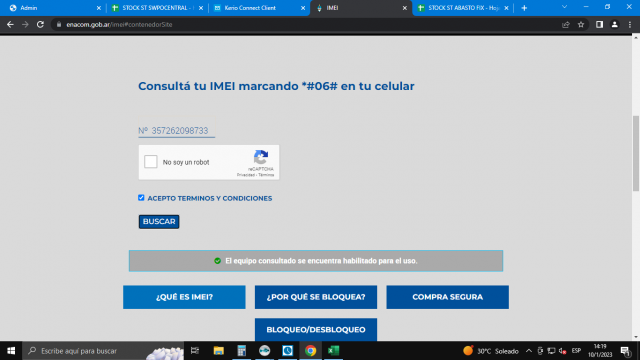 Admin
STOCK ST SWPOCENTRAL -
Kerio Connect Client
IMEI
STOCK ST ABASTO FIX - Hoj
enacom.gob.ar/imei#contenedorSite
Consultá tu IMEI marcando *#06# en tu celular
Nº 357262098733
No soy un robot
reCAPTCHA
Privacidad - Términos
ACEPTO TERMINOS Y CONDICIONES
BUSCAR
El equipo consultado se encuentra habilitado para el uso.
¿QUÉ ES IMEI?
¿POR QUÉ SE BLOQUEA?
COMPRA SEGURA
BLOQUEO/DESBLOQUEO
Escribe aquí para buscar
30°C Soleado
ESP
14:19
10/1/2023